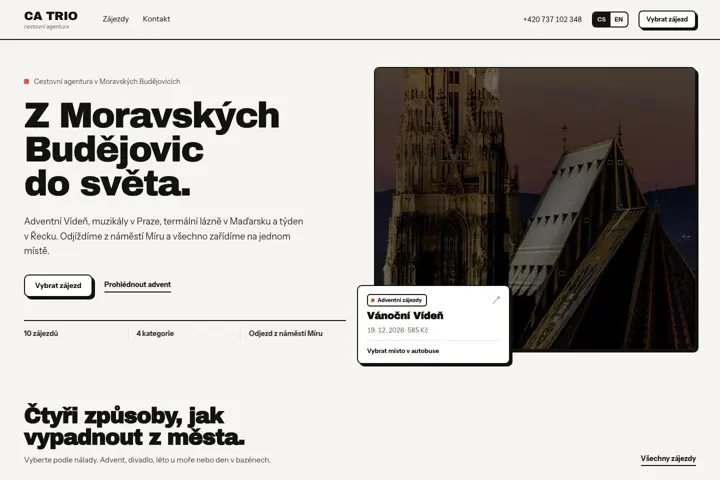 CA TRIO
cestovní agentura
Zájezdy
Kontakt
+420 737 102 348
CS
EN
Vybrat zájezd
Cestovní agentura v Moravských Budějovicích
Z Moravských
Budějovic
do světa.
Adventní Vídeň, muzikály v Praze, termální lázně v Maďarsku a týden
v Řecku. Odjíždíme z náměstí Míru a všechno zařídíme na jednom
místě.
Vybrat zájezd
Prohlédnout advent
10 zájezdů
4 kategorie
Odjezd z náměstí Míru
Adventní zájezdy
Vánoční Vídeň
19. 12. 2026 · 585 Kč
Vybrat místo v autobuse
Čtyři způsoby, jak
vypadnout z města.
Vyberte podle nálady. Advent, divadlo, léto u moře nebo den v bazénech.
Všechny zájezdy